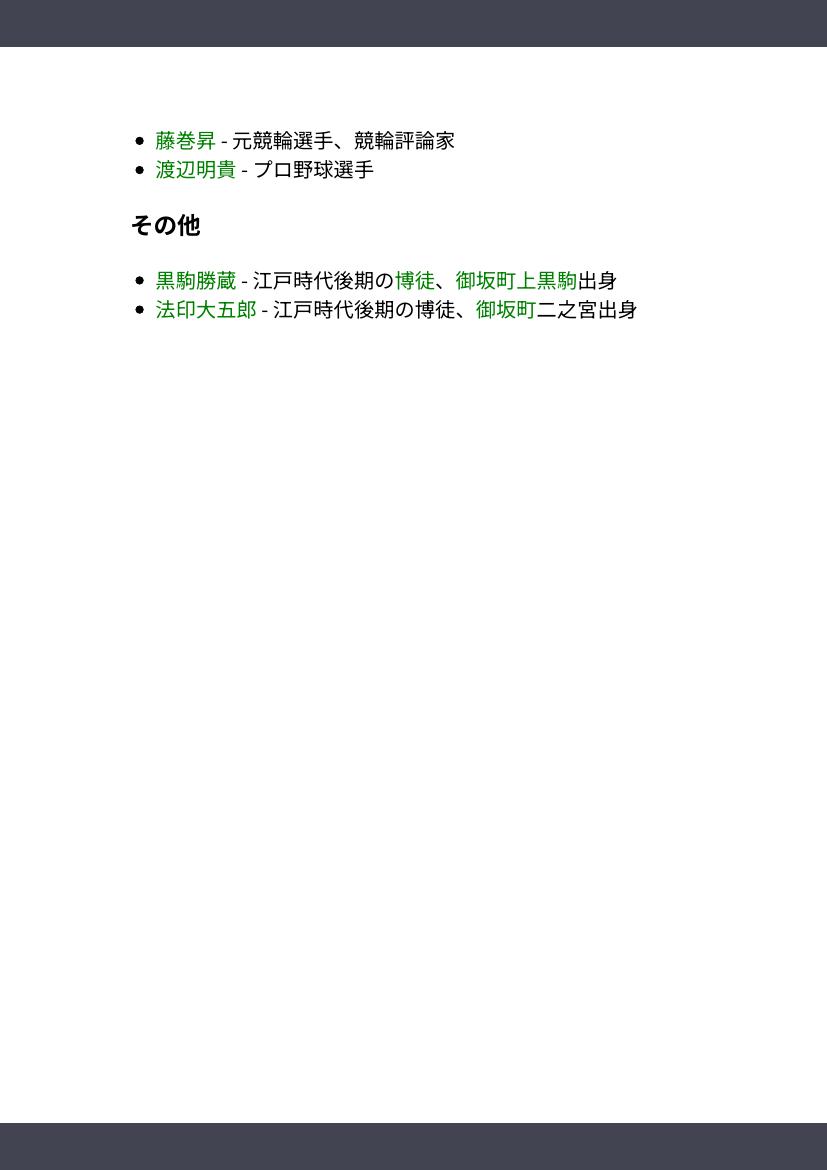 • 藤巻昇 - 元競輪選手、競輪評論家
• 渡辺明貴 - プロ野球選手
その他
• 黒駒勝蔵 - 江戸時代後期の博徒、御坂町上黒駒出身
• 法印大五郎 - 江戸時代後期の博徒、御坂町二之宮出身